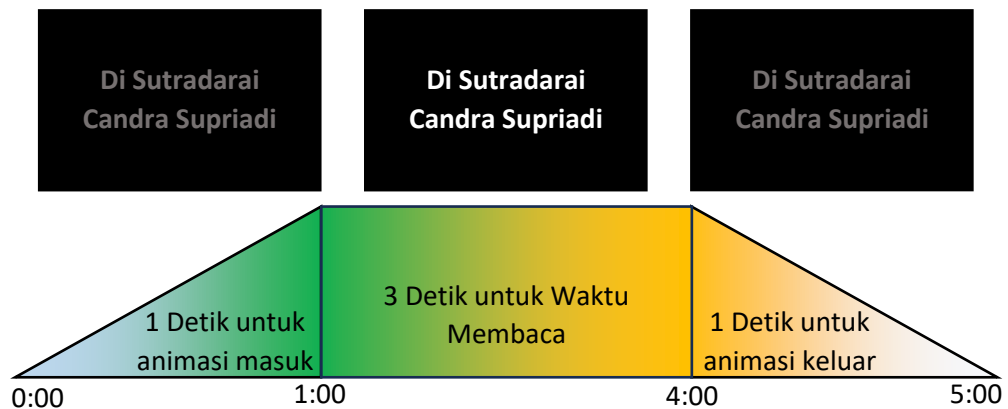 Di Sutradarai
Candra Supriadi
Di Sutradarai
Candra Supriadi
Di Sutradarai
Candra Supriadi
1 Detik untuk
animasi masuk
3 Detik untuk Waktu
Membaca
1 Detik untuk
animasi keluar
0:00
1:00
4:00
5:00